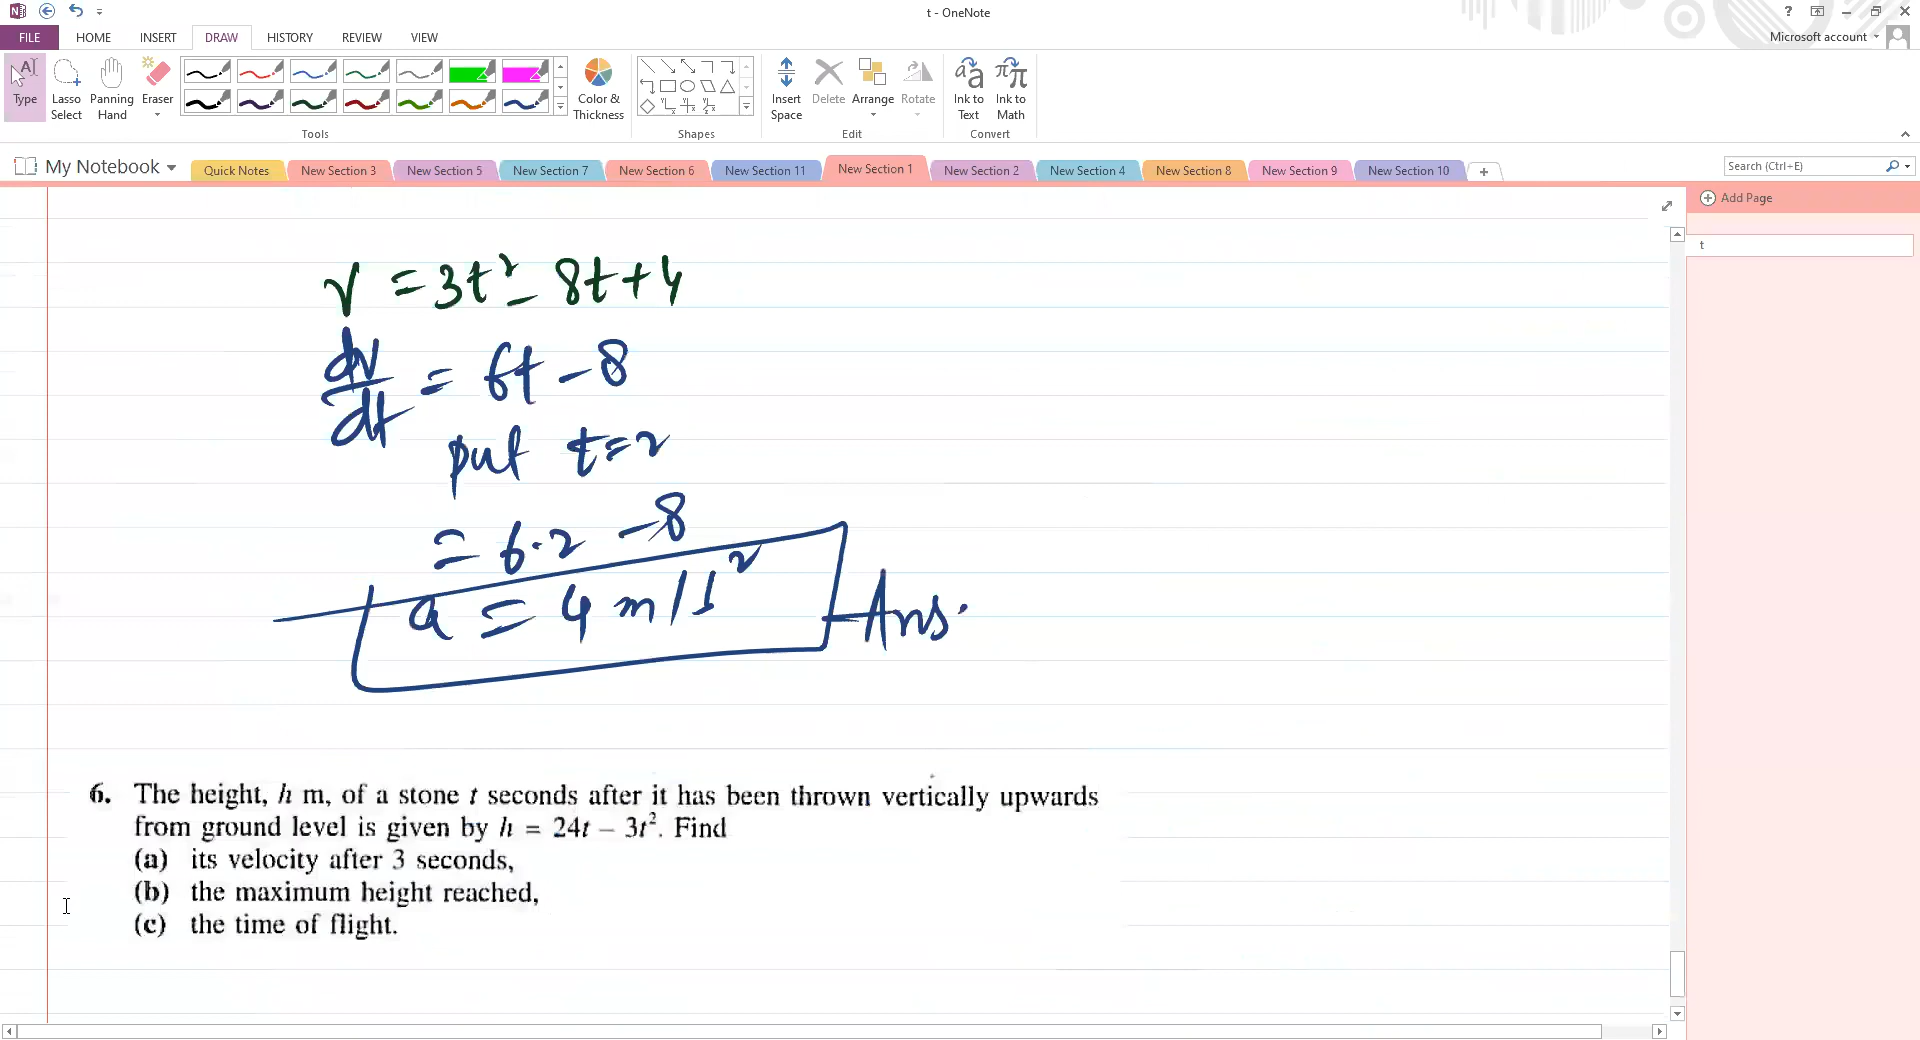 t - OneNote
FILE HOME INSERT DRAW HISTORY REVIEW VIEW
Microsoft account
Type
Lasso Select
Panning Hand
Eraser
Color & Thickness
Insert Space
Delete
Arrange
Rotate
Ink to Text
Ink to Math
Tools
Shapes
Edit
Convert
My Notebook
Quick Notes New Section 3 New Section 5 New Section 7 New Section 6 New Section 11 New Section 1 New Section 2 New Section 4 New Section 8 New Section 9 New Section 10
Search (Ctrl+E)
Add Page
t
v = 3t² - 8t + 4
dv/dt = 6t - 8
put t = 2
= 6·2 - 8
a = 4 m/s² Ans.
6. The height, h m, of a stone t seconds after it has been thrown vertically upwards
from ground level is given by h = 24t – 3t². Find
(a) its velocity after 3 seconds,
(b) the maximum height reached,
(c) the time of flight.